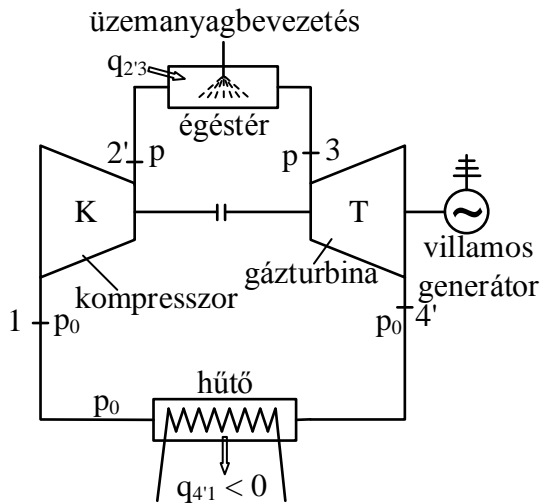 üzemanyagbevezetés
q2'3
égéstér
2' p
p 3
K
T
kompresszor
gázturbina
villamos
generátor
1 p0
p0 4'
p0
hűtő
q4'1 < 0